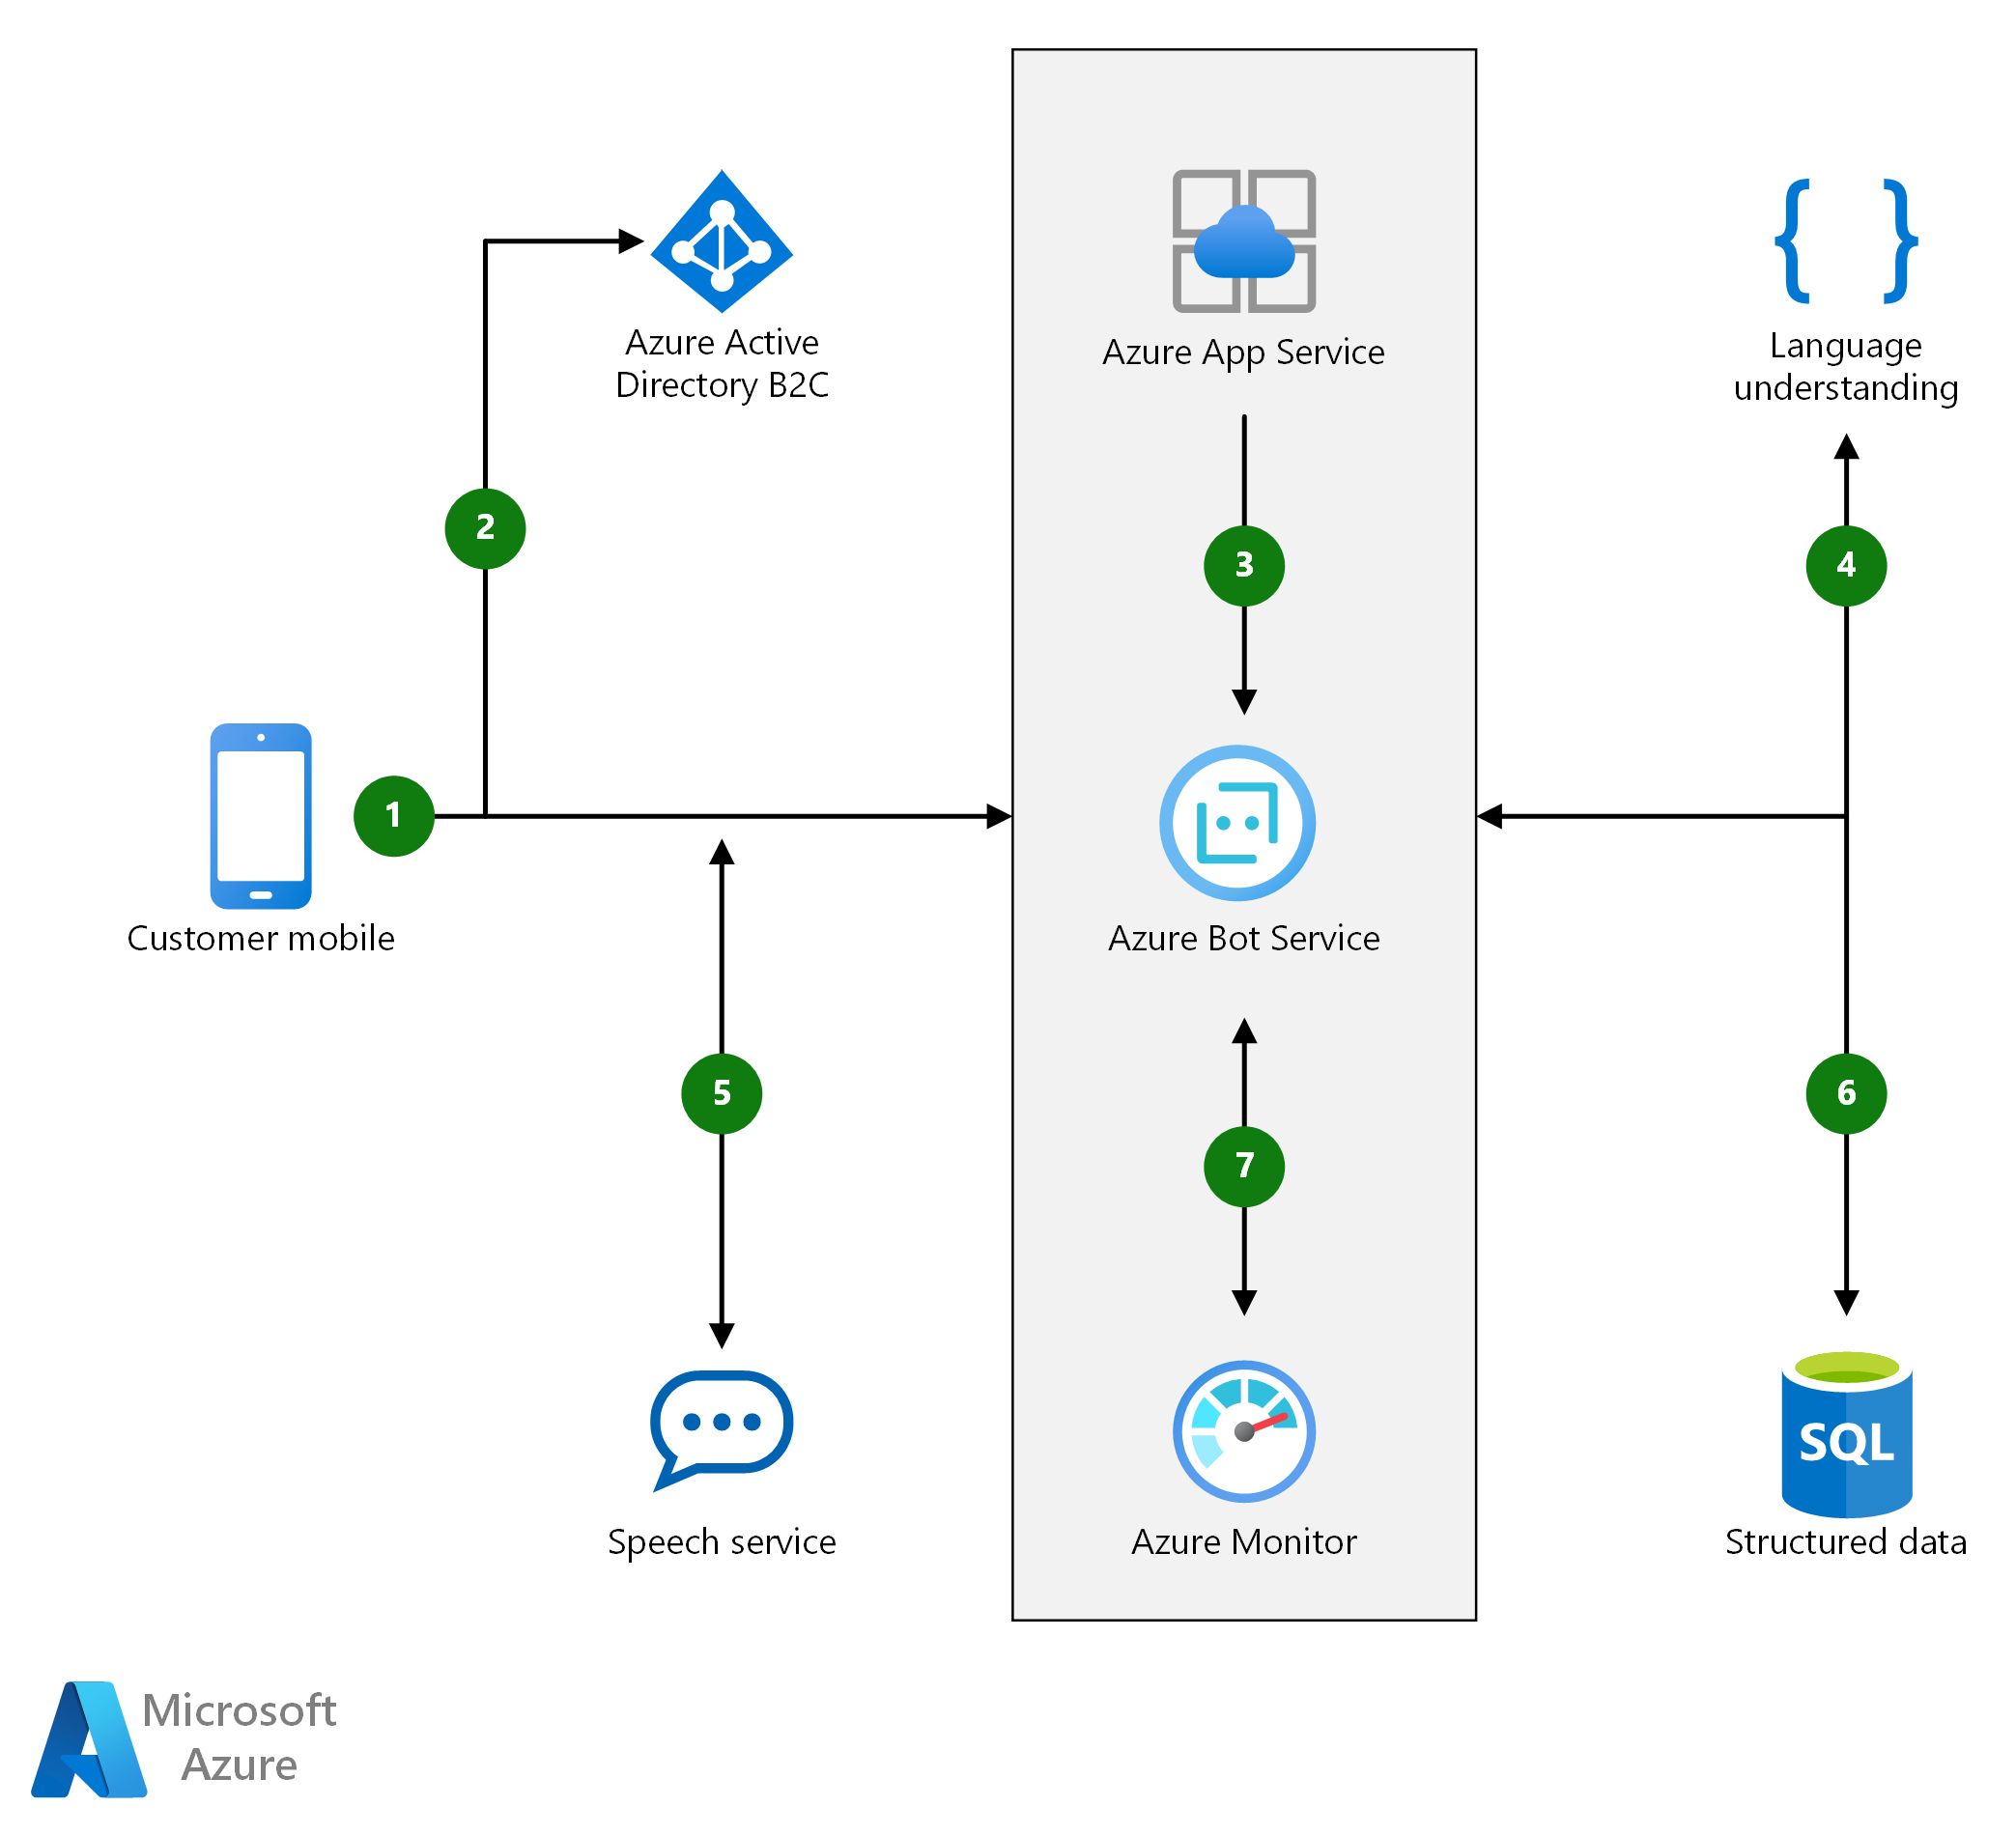 Azure Active
Directory B2C
Azure App Service
Language
understanding
2
3
4
1
Customer mobile
Azure Bot Service
5
7
6
SQL
Speech service
Azure Monitor
Structured data
Microsoft
Azure